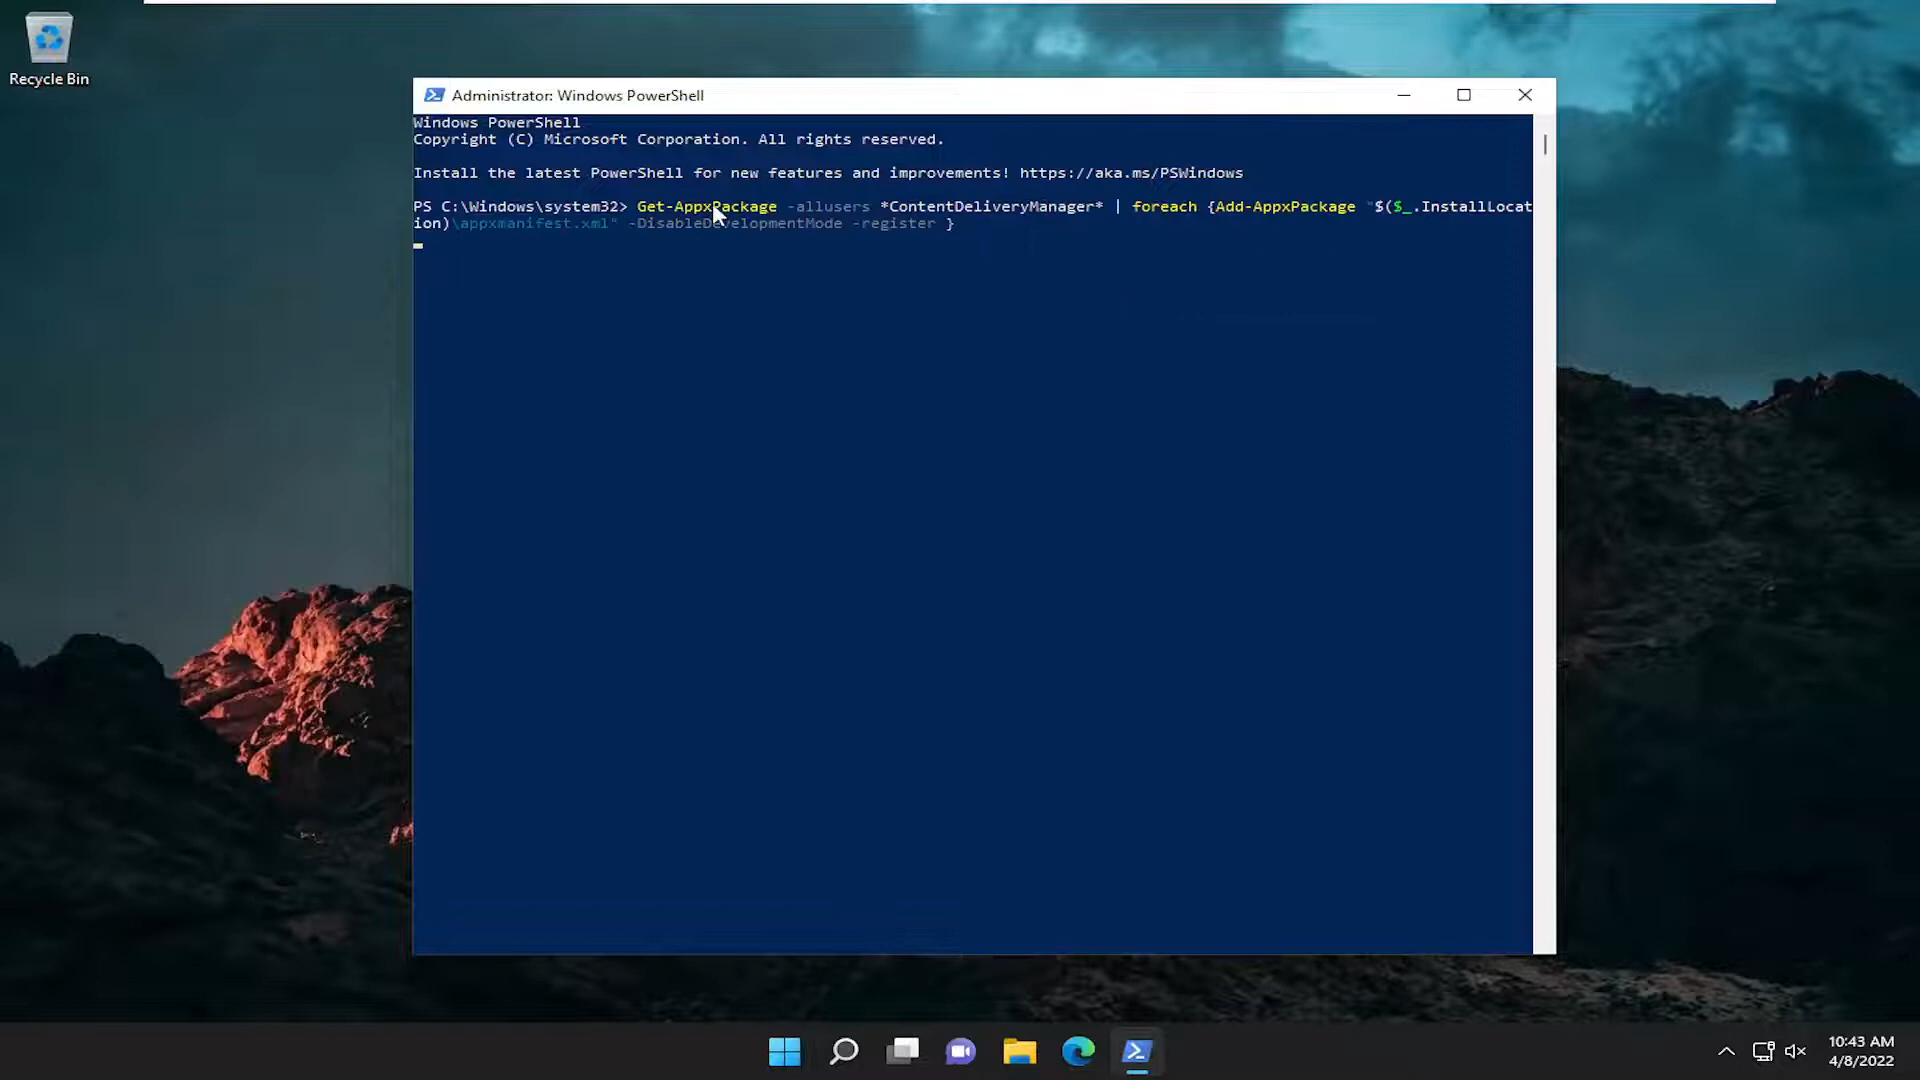 Recycle Bin
Administrator: Windows PowerShell
Windows PowerShell
Copyright (C) Microsoft Corporation. All rights reserved.
Install the latest PowerShell for new features and improvements! https://aka.ms/PSWindows
PS C:\Windows\system32> Get-AppxPackage -allusers *ContentDeliveryManager* | foreach {Add-AppxPackage "$($_.InstallLocat
ion)\appxmanifest.xml" -DisableDevelopmentMode -register }
10:43 AM
4/8/2022